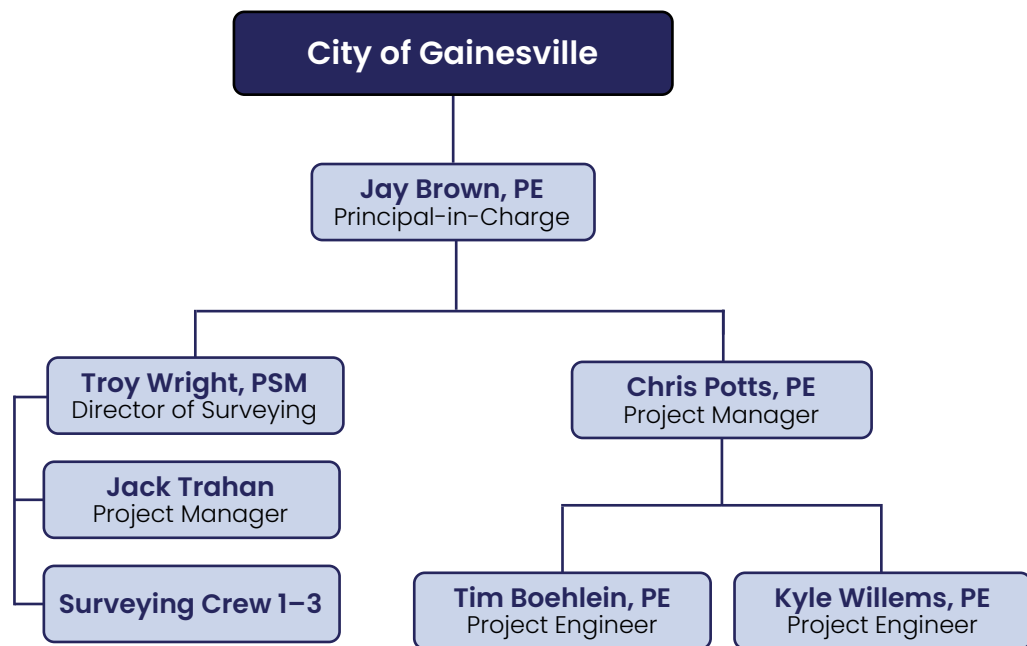 City of Gainesville
Jay Brown, PE
Principal-in-Charge
Troy Wright, PSM
Director of Surveying
Chris Potts, PE
Project Manager
Jack Trahan
Project Manager
Surveying Crew 1–3
Tim Boehlein, PE
Project Engineer
Kyle Willems, PE
Project Engineer